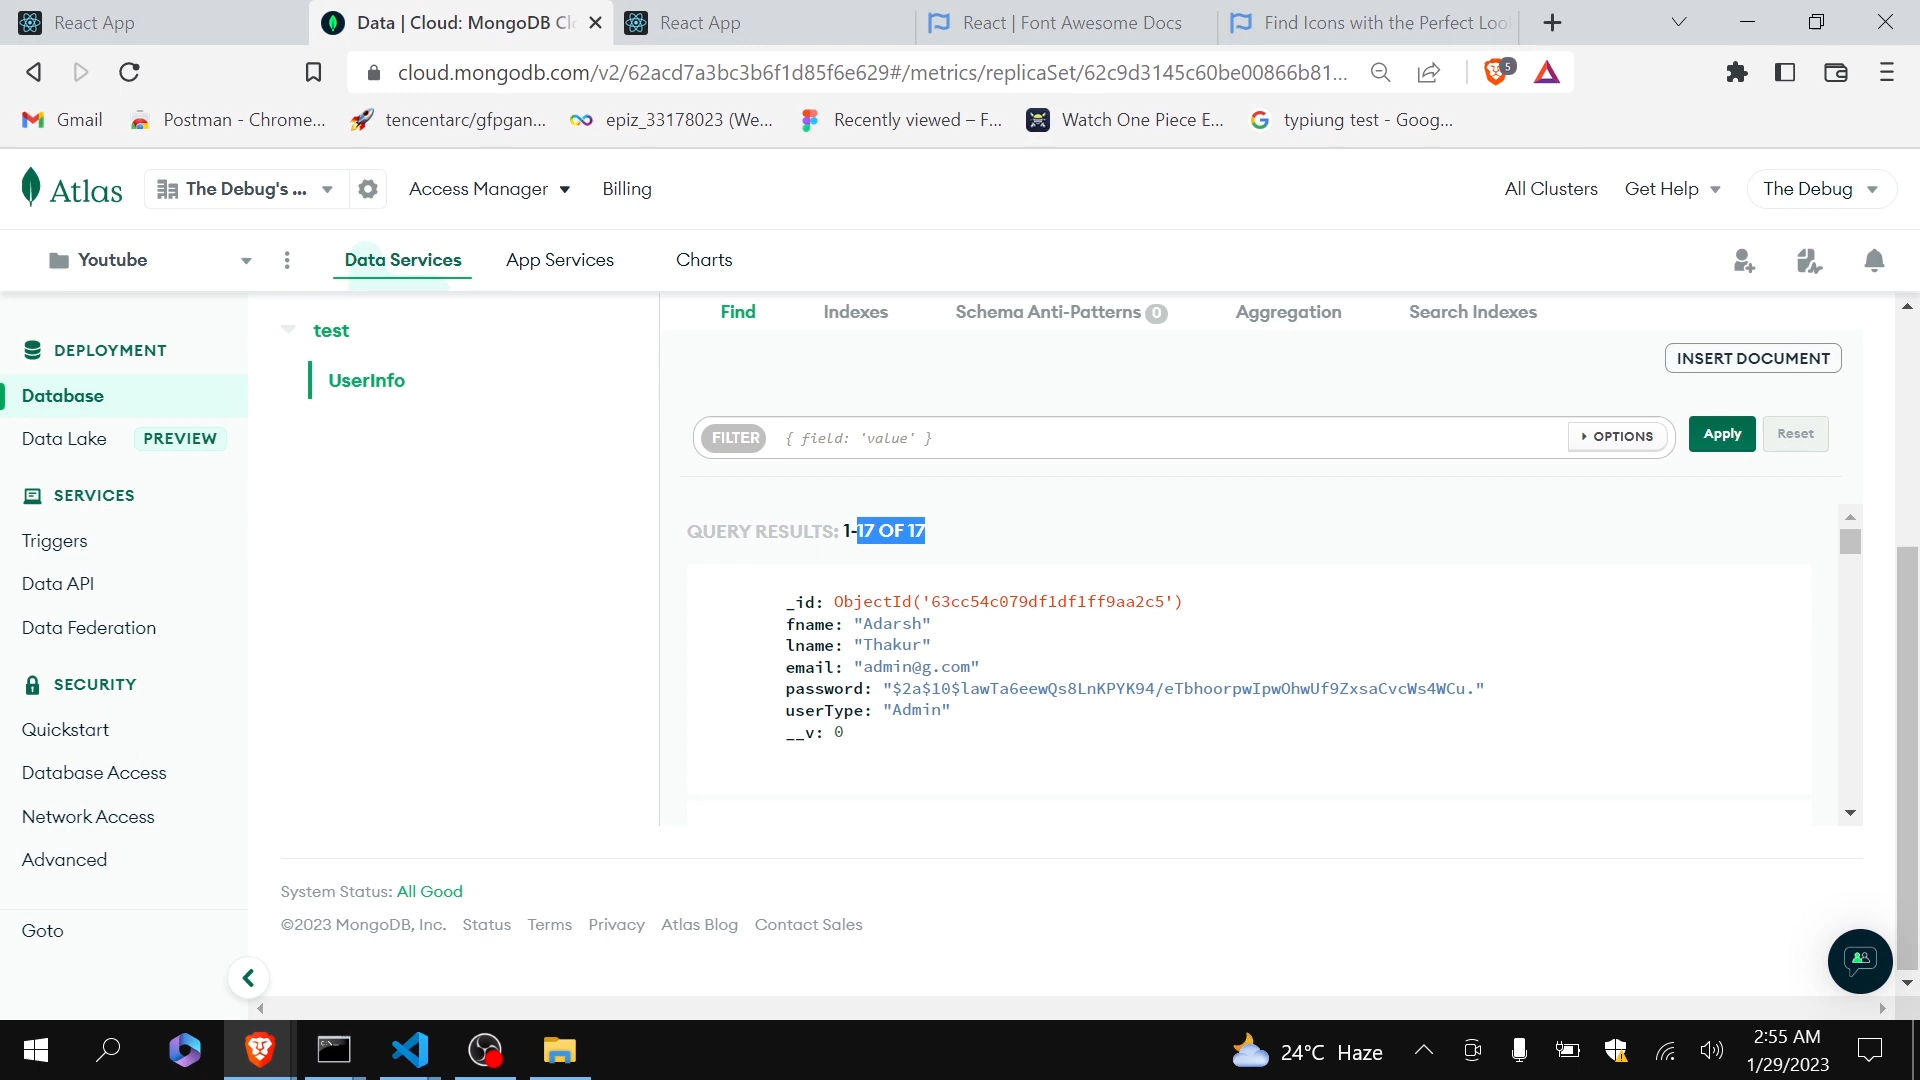 React App
Data | Cloud: MongoDB Clo
React App
React | Font Awesome Docs
Find Icons with the Perfect Loo
cloud.mongodb.com/v2/62acd7a3bc3b6f1d85f6e629#/metrics/replicaSet/62c9d3145c60be00866b81...
5
Gmail
Postman - Chrome...
tencentarc/gfpgan...
epiz_33178023 (We...
Recently viewed – F...
Watch One Piece E...
typiung test - Goog...
Atlas
The Debug's ...
Access Manager
Billing
All Clusters
Get Help
The Debug
Youtube
Data Services
App Services
Charts
DEPLOYMENT
Database
Data Lake
PREVIEW
SERVICES
Triggers
Data API
Data Federation
SECURITY
Quickstart
Database Access
Network Access
Advanced
Goto
test
UserInfo
Find
Indexes
Schema Anti-Patterns 0
Aggregation
Search Indexes
INSERT DOCUMENT
FILTER
{ field: 'value' }
OPTIONS
Apply
Reset
QUERY RESULTS: 1-17 OF 17
_id: ObjectId('63cc54c079df1df1ff9aa2c5')
fname: "Adarsh"
lname: "Thakur"
email: "admin@g.com"
password: "$2a$10$lawTa6eewQs8LnKPYK94/eTbhoorpwIpwOhwUf9ZxsaCvcWs4WCu."
userType: "Admin"
__v: 0
System Status: All Good
©2023 MongoDB, Inc.
Status
Terms
Privacy
Atlas Blog
Contact Sales
24°C Haze
2:55 AM
1/29/2023